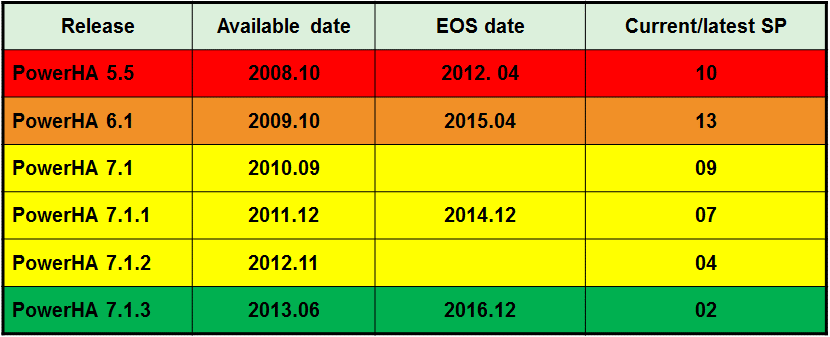 Release Available date EOS date Current/latest SP
PowerHA 5.5 2008.10 2012. 04 10
PowerHA 6.1 2009.10 2015.04 13
PowerHA 7.1 2010.09 09
PowerHA 7.1.1 2011.12 2014.12 07
PowerHA 7.1.2 2012.11 04
PowerHA 7.1.3 2013.06 2016.12 02